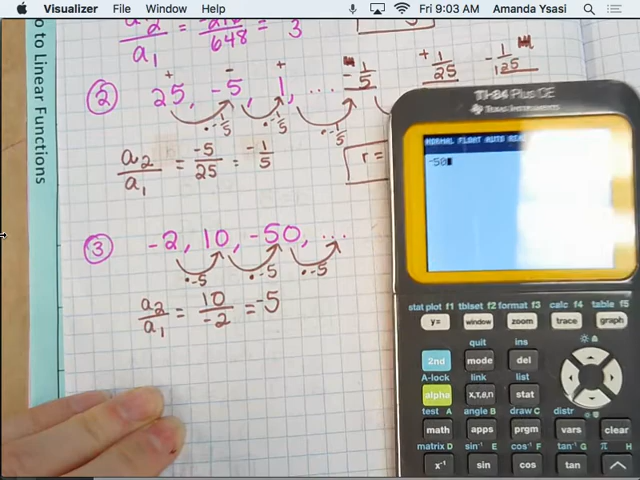 Visualizer File View Window Help Fri 9:03 AM Amanda Ysasi
a₂/a₁ = /648 = 3
to Linear Functions
+ - +
② 25, -5, 1, ... -1/5 +1/25 -1/125
·-1/5 ·-1/5 ·-1/5
a₂/a₁ = -5/25 = -1/5
r =
③ -2, 10, -50, ...
·-5 ·-5 ·-5
a₂/a₁ = 10/-2 = -5
TI-84 Plus CE
Texas Instruments
NORMAL FLOAT AUTO REAL
-50
stat plot f1 tblset f2 format f3 calc f4 table f5
y= window zoom trace graph
quit ins
2nd mode del
A-lock link list
alpha X,T,θ,n stat
test A angle B draw C distr
math apps prgm vars clear
matrix D sin⁻¹ E cos⁻¹ F tan⁻¹ G π H
x⁻¹ sin cos tan ^